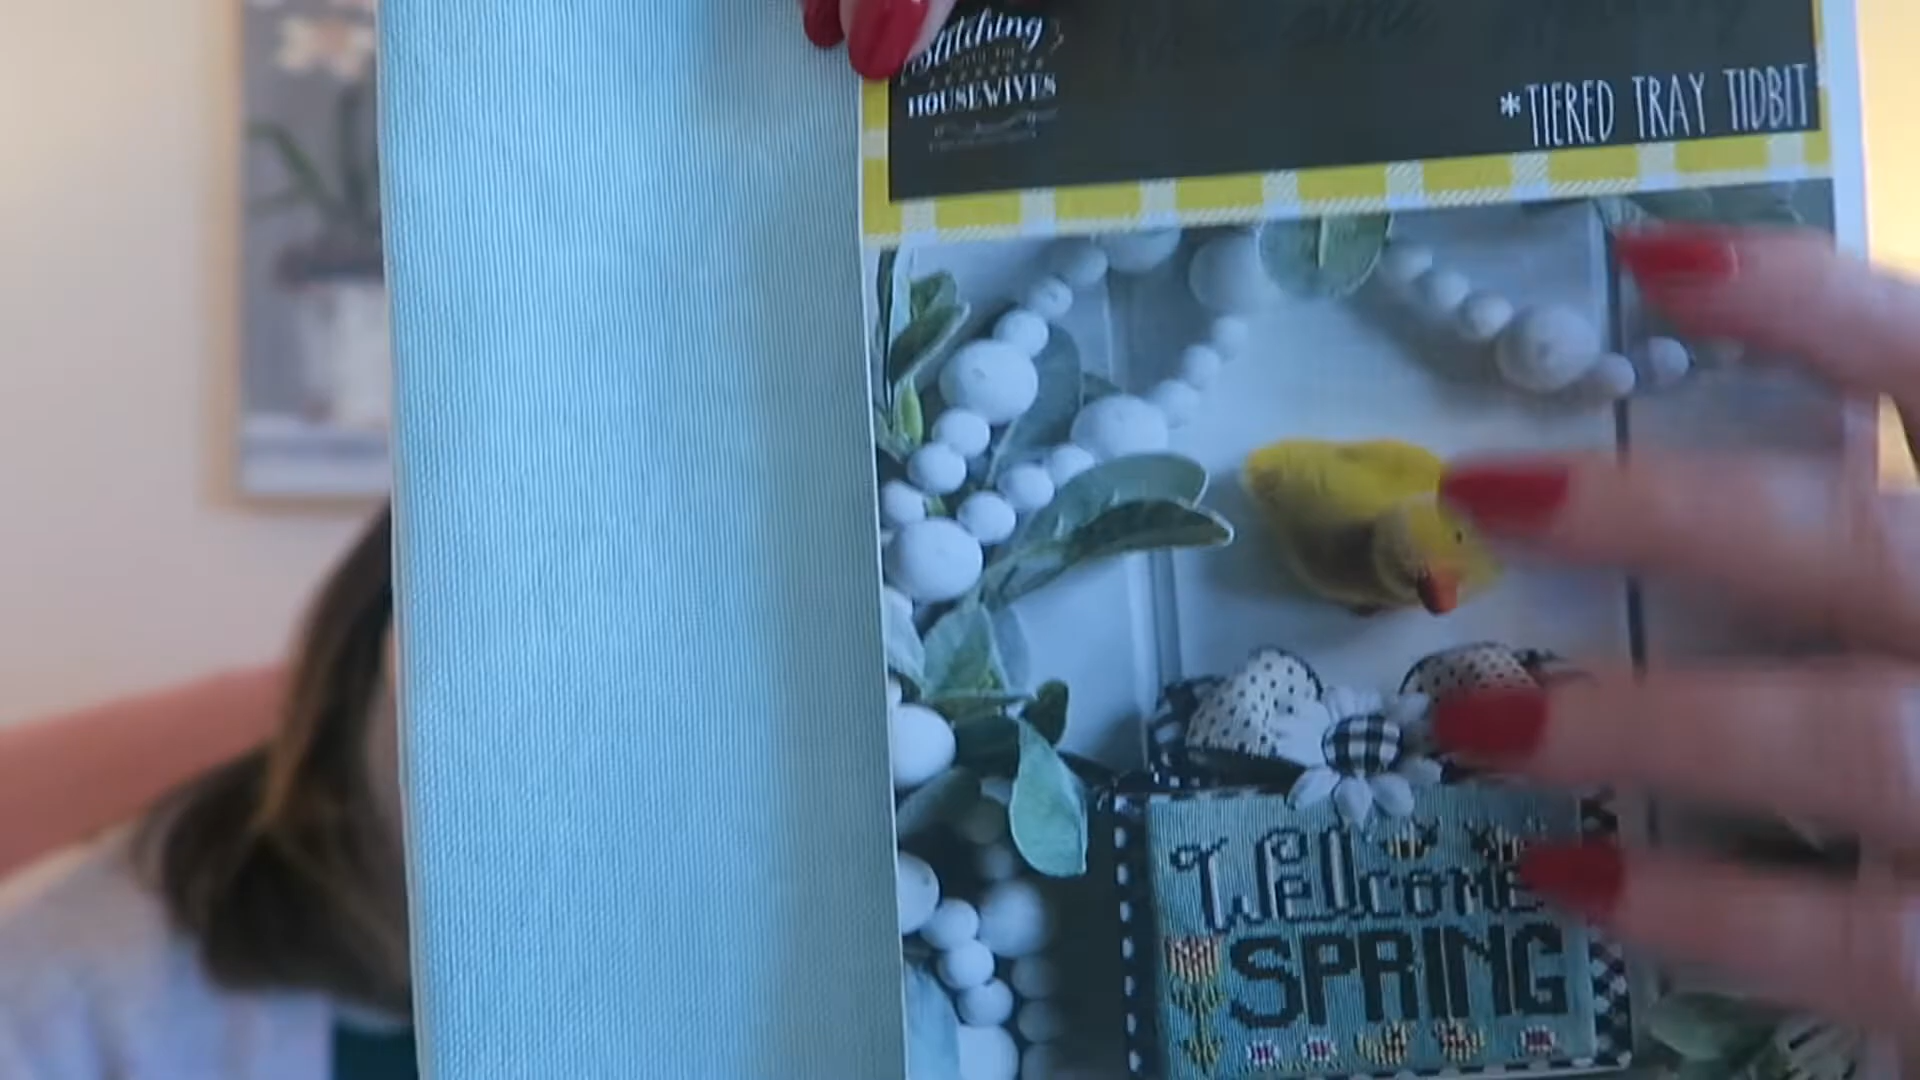 Stitching
HOUSEWIVES
*TIERED TRAY TIDBIT
Welcome
SPRING